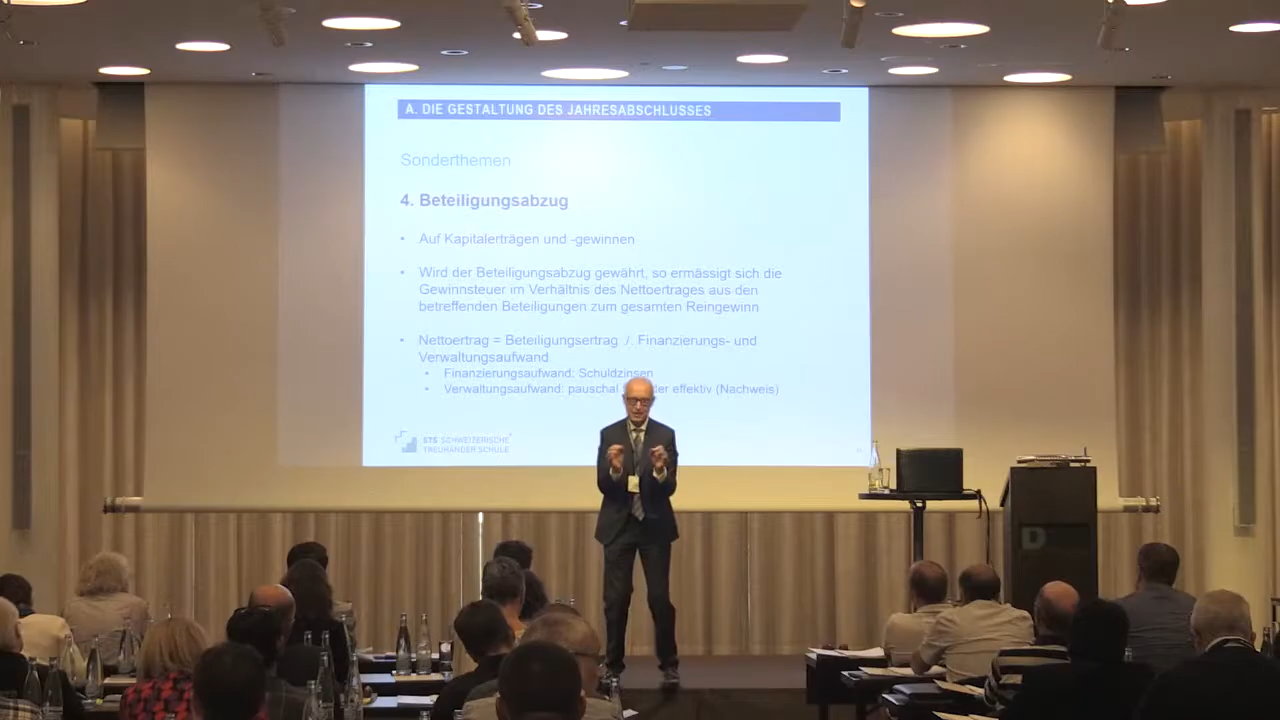 A. DIE GESTALTUNG DES JAHRESABSCHLUSSES
Sonderthemen
4. Beteiligungsabzug
• Auf Kapitalerträgen und -gewinnen
• Wird der Beteiligungsabzug gewährt, so ermässigt sich die
Gewinnsteuer im Verhältnis des Nettoertrages aus den
betreffenden Beteiligungen zum gesamten Reingewinn
• Nettoertrag = Beteiligungsertrag ./. Finanzierungs- und
Verwaltungsaufwand
• Finanzierungsaufwand: Schuldzinsen
• Verwaltungsaufwand: pauschal effektiv (Nachweis)
STS SCHWEIZERISCHE
TREUHÄNDER SCHULE
D